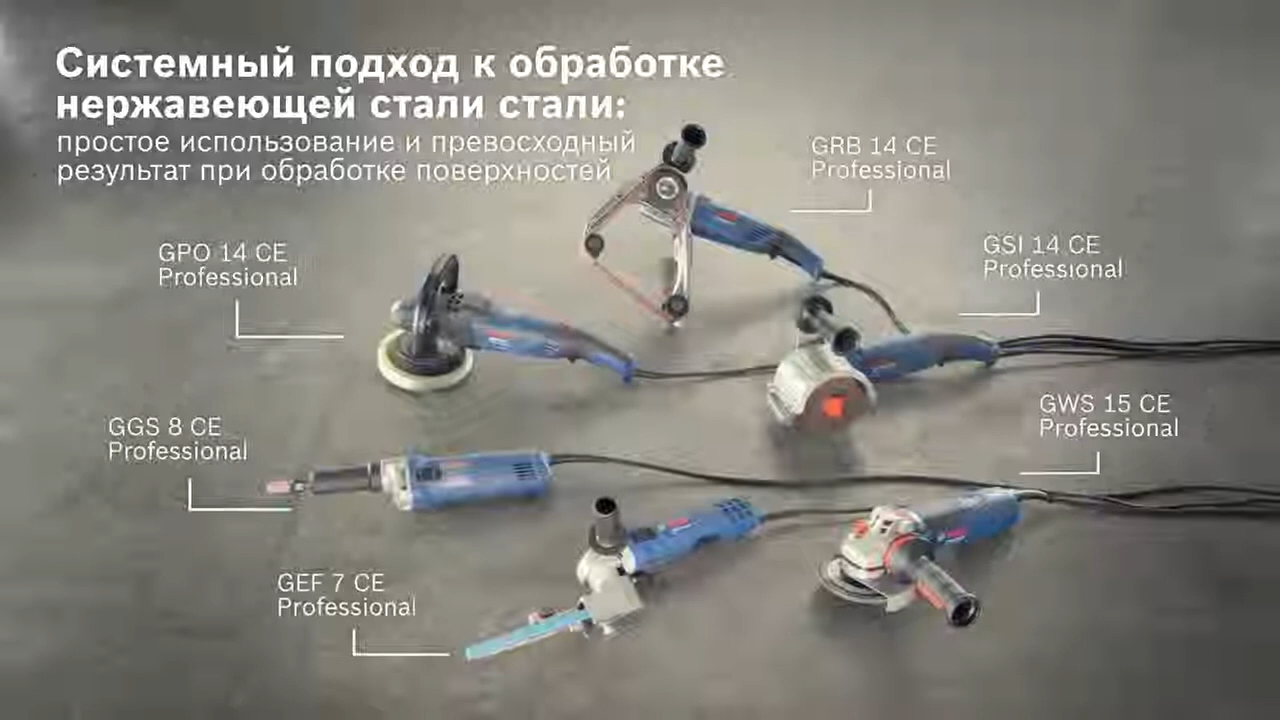 Системный подход к обработке
нержавеющей стали стали:
простое использование и превосходный
результат при обработке поверхностей
GRB 14 CE
Professional
GSI 14 CE
Professional
GPO 14 CE
Professional
GWS 15 CE
Professional
GGS 8 CE
Professional
GEF 7 CE
Professional